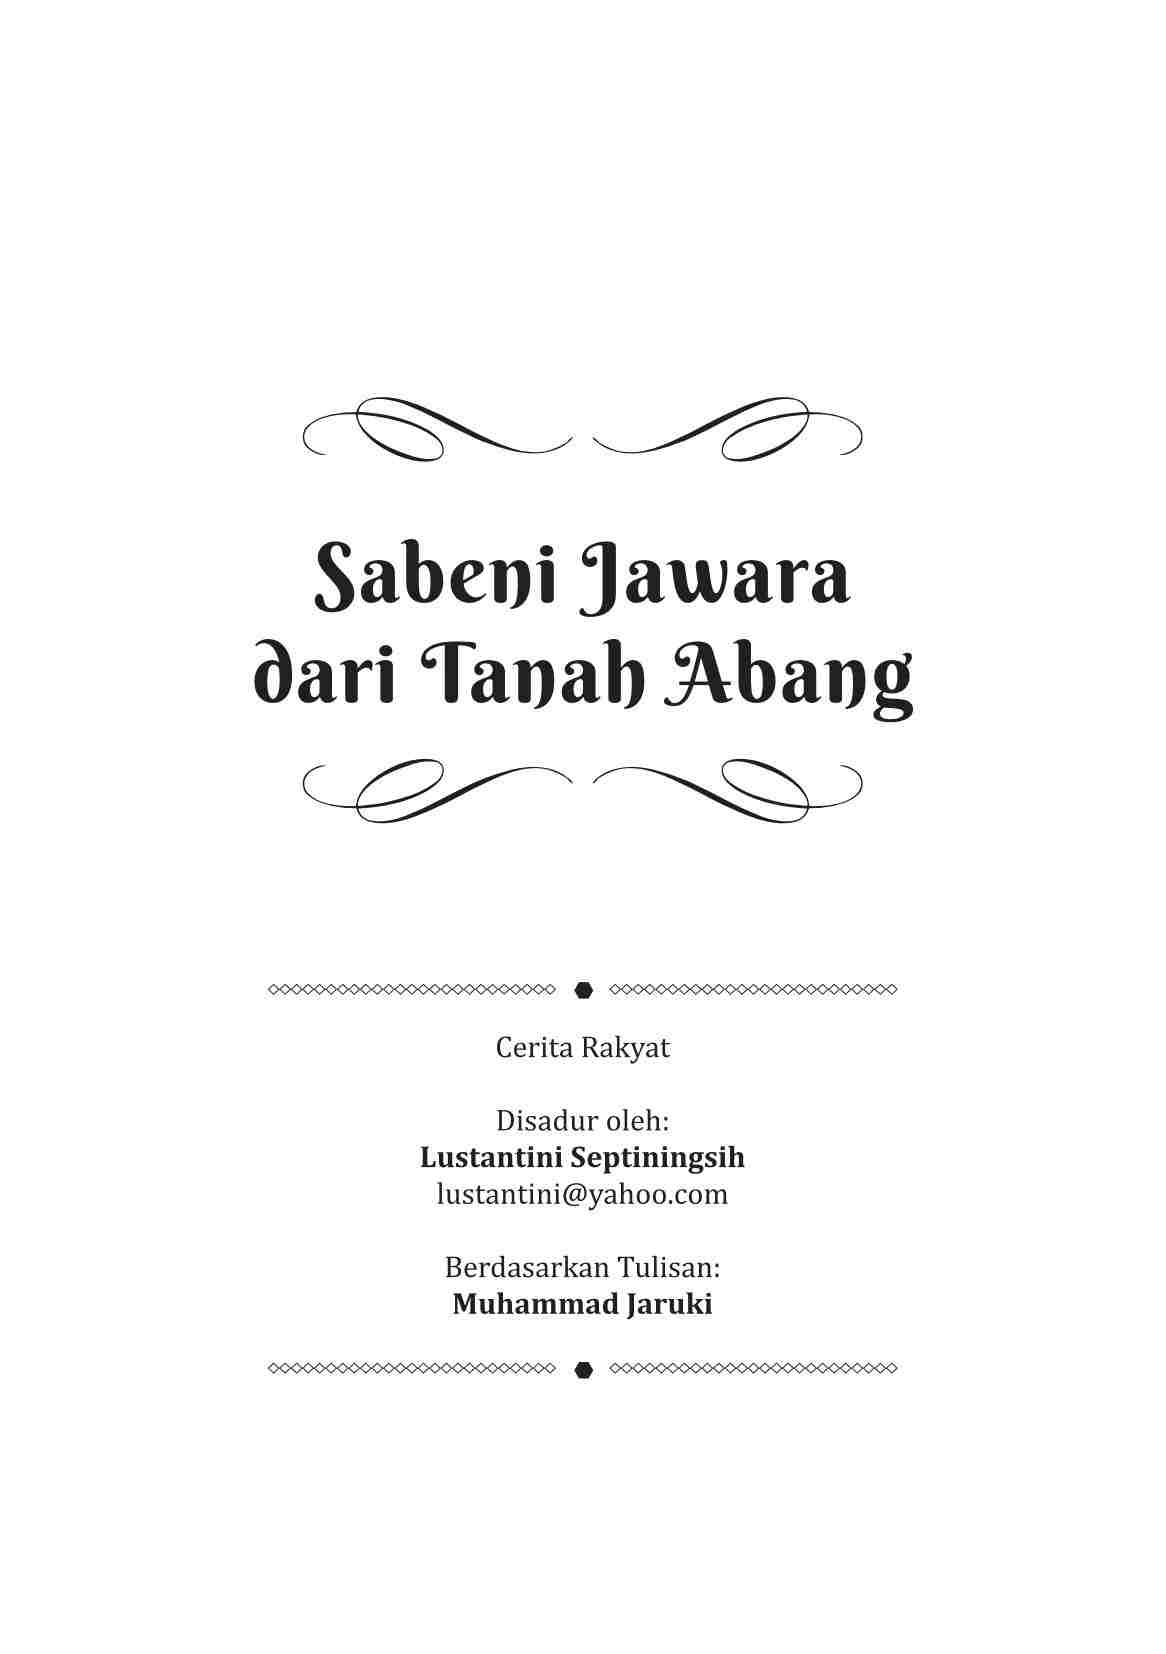 Sabeni Jawara
dari Tanah Abang
Cerita Rakyat
Disadur oleh:
Lustantini Septiningsih
lustantini@yahoo.com
Berdasarkan Tulisan:
Muhammad Jaruki